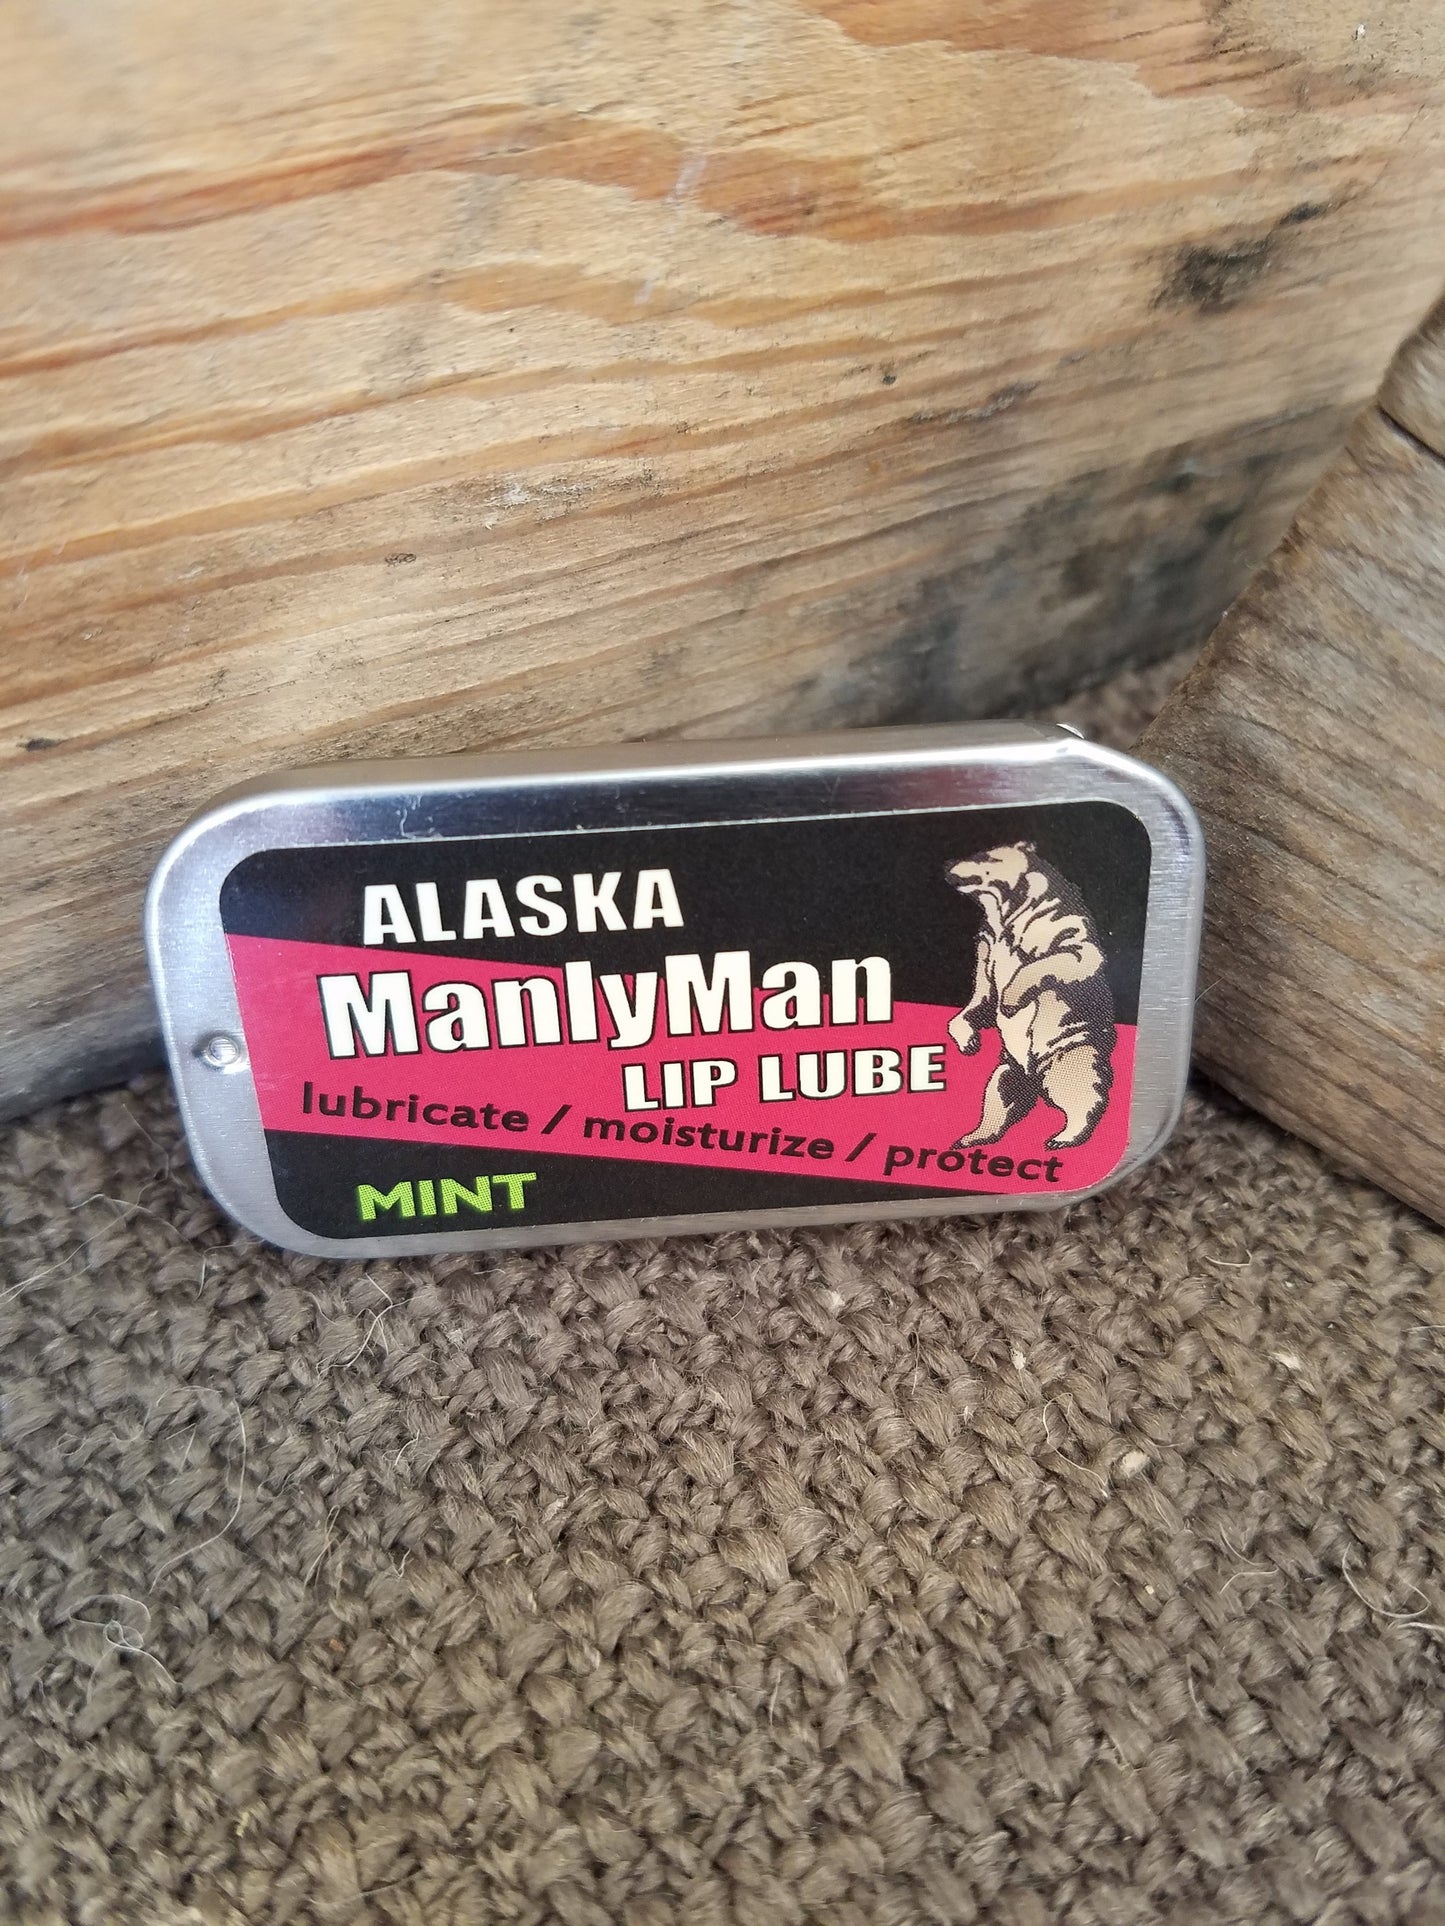 ALASKA
ManlyMan
LIP LUBE
lubricate / moisturize / protect
MINT